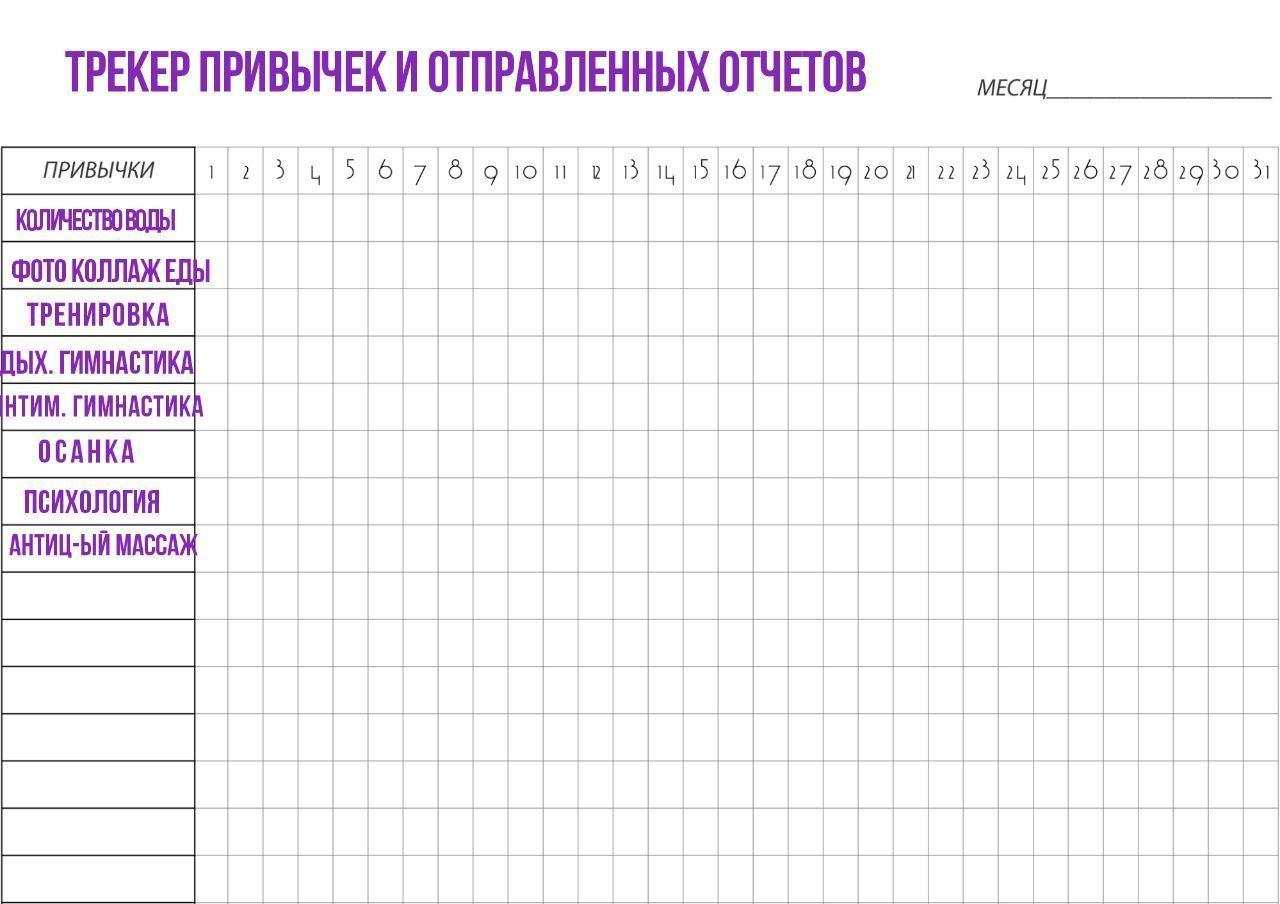 ТРЕКЕР ПРИВЫЧЕК И ОТПРАВЛЕННЫХ ОТЧЕТОВ
МЕСЯЦ___________________
ПРИВЫЧКИ 1 2 3 4 5 6 7 8 9 10 11 12 13 14 15 16 17 18 19 20 21 22 23 24 25 26 27 28 29 30 31
КОЛИЧЕСТВО ВОДЫ
ФОТО КОЛЛАЖ ЕДЫ
ТРЕНИРОВКА
ДЫХ. ГИМНАСТИКА
ИНТИМ. ГИМНАСТИКА
ОСАНКА
ПСИХОЛОГИЯ
АНТИЦ-ЫЙ МАССАЖ